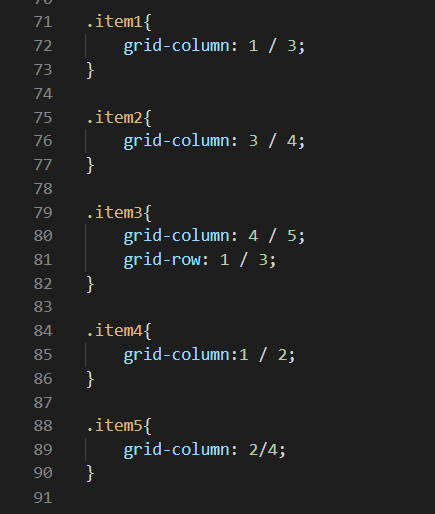 71 .item1{
72 grid-column: 1 / 3;
73 }
74
75 .item2{
76 grid-column: 3 / 4;
77 }
78
79 .item3{
80 grid-column: 4 / 5;
81 grid-row: 1 / 3;
82 }
83
84 .item4{
85 grid-column:1 / 2;
86 }
87
88 .item5{
89 grid-column: 2/4;
90 }
91